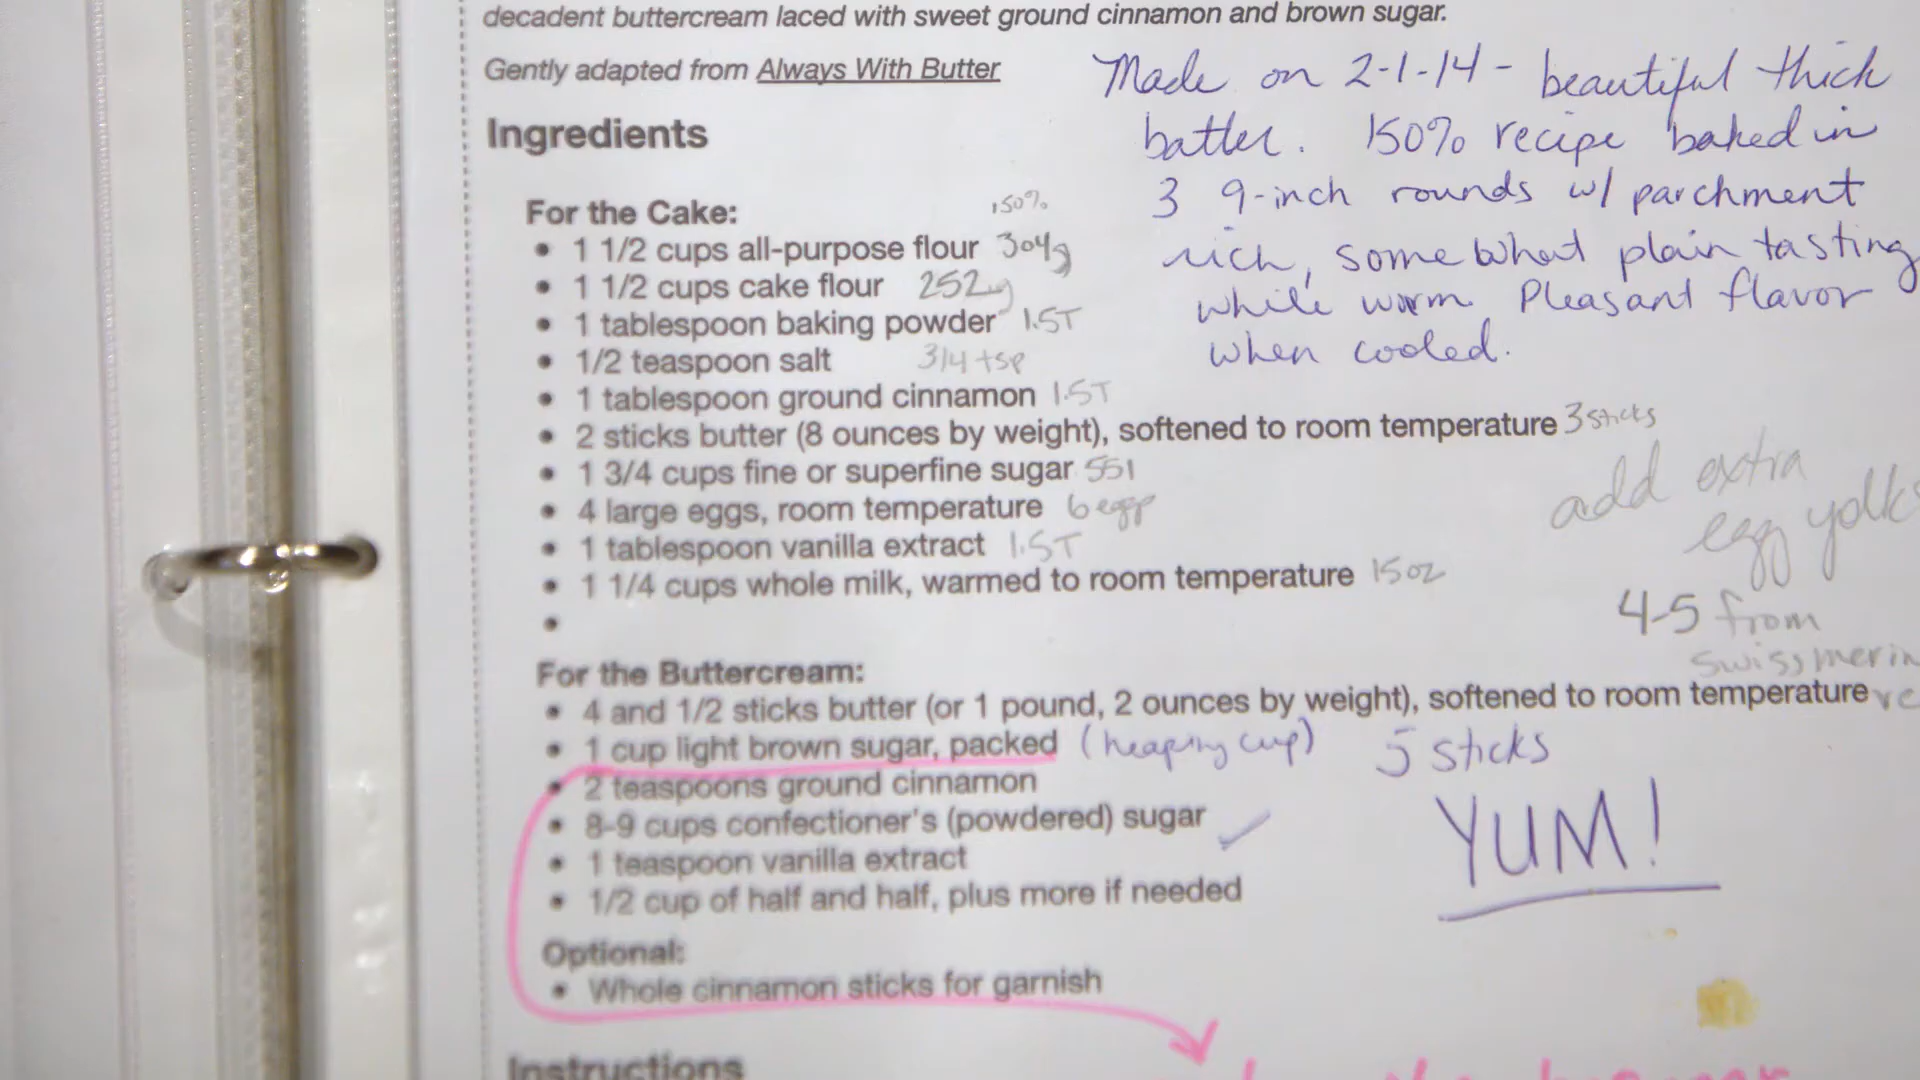 decadent buttercream laced with sweet ground cinnamon and brown sugar.
Gently adapted from Always With Butter
Made on 2-1-14 - beautiful thick
batter. 150% recipe baked in
3 9-inch rounds w/ parchment
rich, somewhat plain tasting
while warm. Pleasant flavor
when cooled.
Ingredients
For the Cake: 150%
• 1 1/2 cups all-purpose flour 304g
• 1 1/2 cups cake flour 252g
• 1 tablespoon baking powder 1.5T
• 1/2 teaspoon salt 3/4 tsp
• 1 tablespoon ground cinnamon 1.5T
• 2 sticks butter (8 ounces by weight), softened to room temperature 3 sticks
• 1 3/4 cups fine or superfine sugar 551
• 4 large eggs, room temperature 6 eggs
• 1 tablespoon vanilla extract 1.5T
• 1 1/4 cups whole milk, warmed to room temperature 15oz
•
add extra
egg yolks
4-5 from
swiss
For the Buttercream:
• 4 and 1/2 sticks butter (or 1 pound, 2 ounces by weight), softened to room temperature
• 1 cup light brown sugar, packed (heaping cup) 5 sticks
• 2 teaspoons ground cinnamon
• 8-9 cups confectioner's (powdered) sugar ✓
• 1 teaspoon vanilla extract
• 1/2 cup of half and half, plus more if needed
YUM!
Optional:
• Whole cinnamon sticks for garnish
Instructions